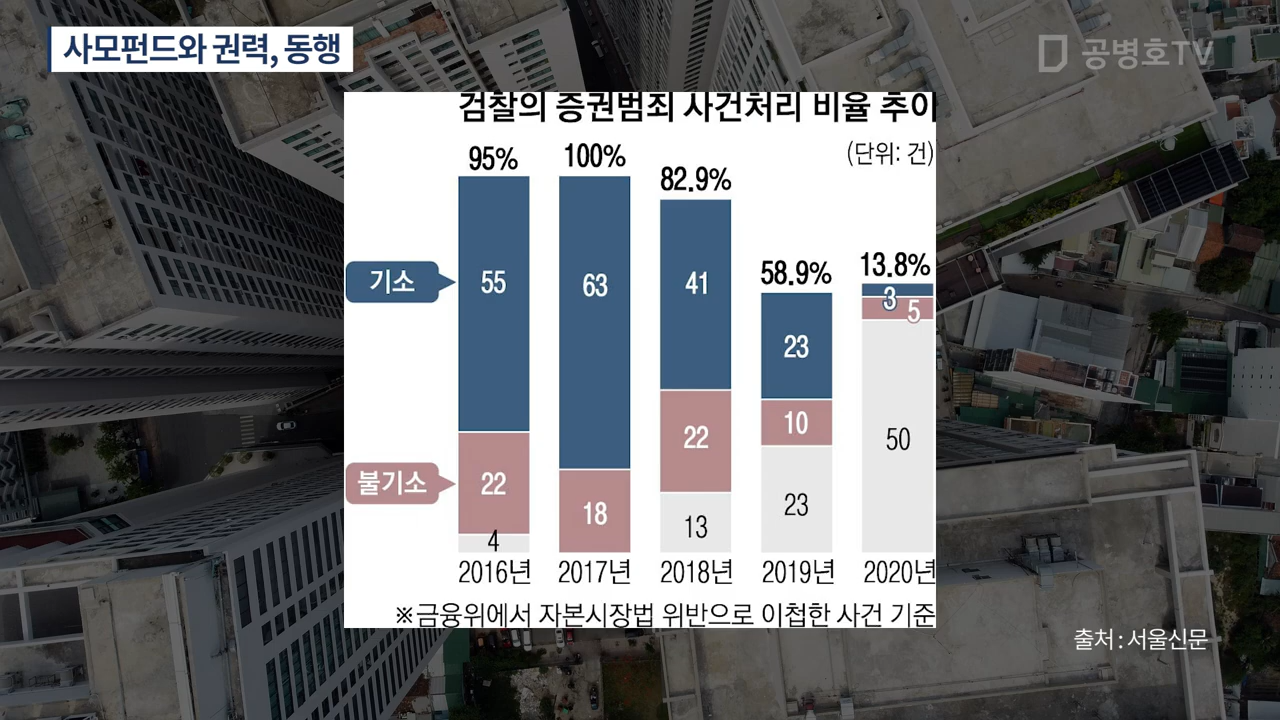 사모펀드와 권력, 동행
공병호TV
검찰의 증권범죄 사건처리 비율 추이
(단위: 건)
95%
100%
82.9%
58.9%
13.8%
기소
55
63
41
23
3
불기소
22
18
22
10
5
4
13
23
50
2016년
2017년
2018년
2019년
2020년
※금융위에서 자본시장법 위반으로 이첩한 사건 기준
출처 : 서울신문